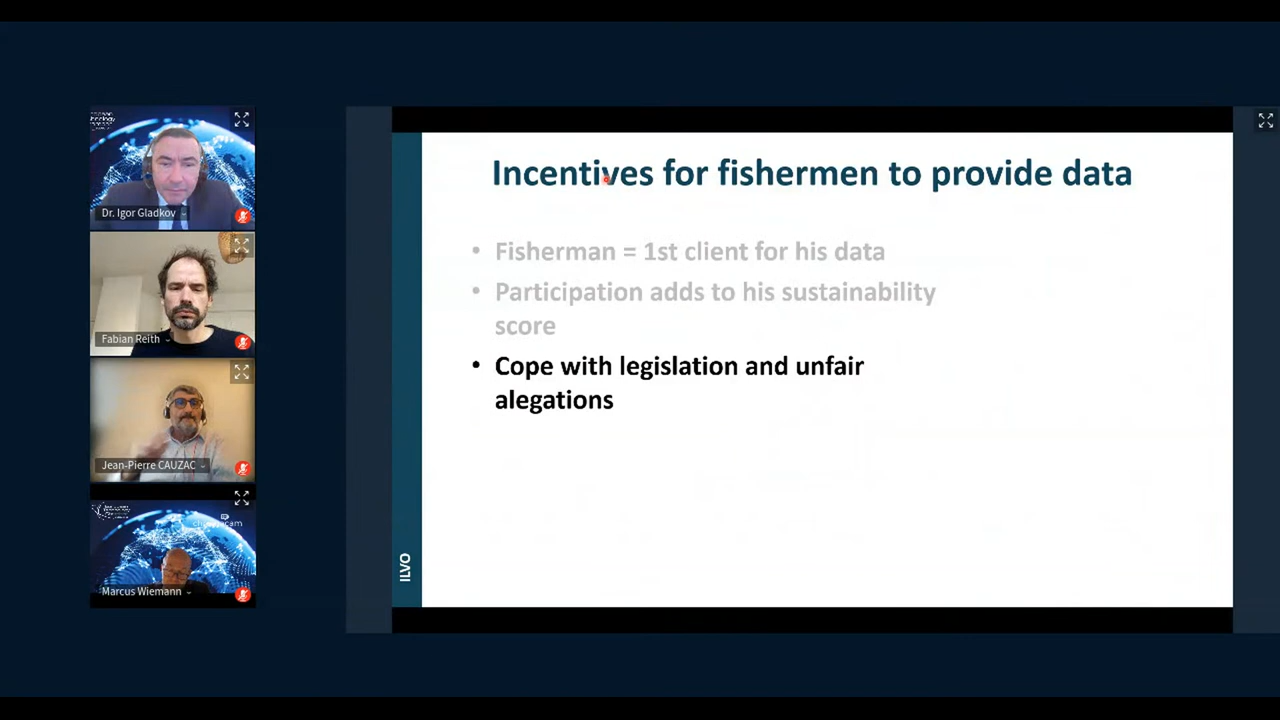 Dr. Igor Gladkov
Fabian Reith
Jean-Pierre CAUZAC
Marcus Wiemann
Incentives for fishermen to provide data
• Fisherman = 1st client for his data
• Participation adds to his sustainability
score
• Cope with legislation and unfair
alegations
ILVO